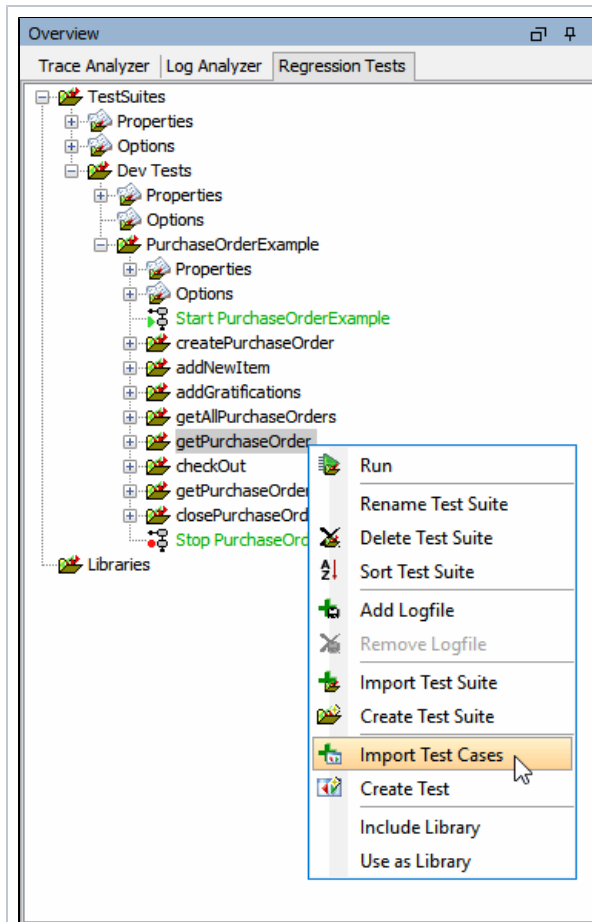 Overview
Trace Analyzer Log Analyzer Regression Tests
TestSuites
Properties
Options
Dev Tests
Properties
Options
PurchaseOrderExample
Properties
Options
Start PurchaseOrderExample
createPurchaseOrder
addNewItem
addGratifications
getAllPurchaseOrders
getPurchaseOrder
checkOut
getPurchaseOrder
closePurchaseOrd
Stop PurchaseOrd
Libraries
Run
Rename Test Suite
Delete Test Suite
Sort Test Suite
Add Logfile
Remove Logfile
Import Test Suite
Create Test Suite
Import Test Cases
Create Test
Include Library
Use as Library